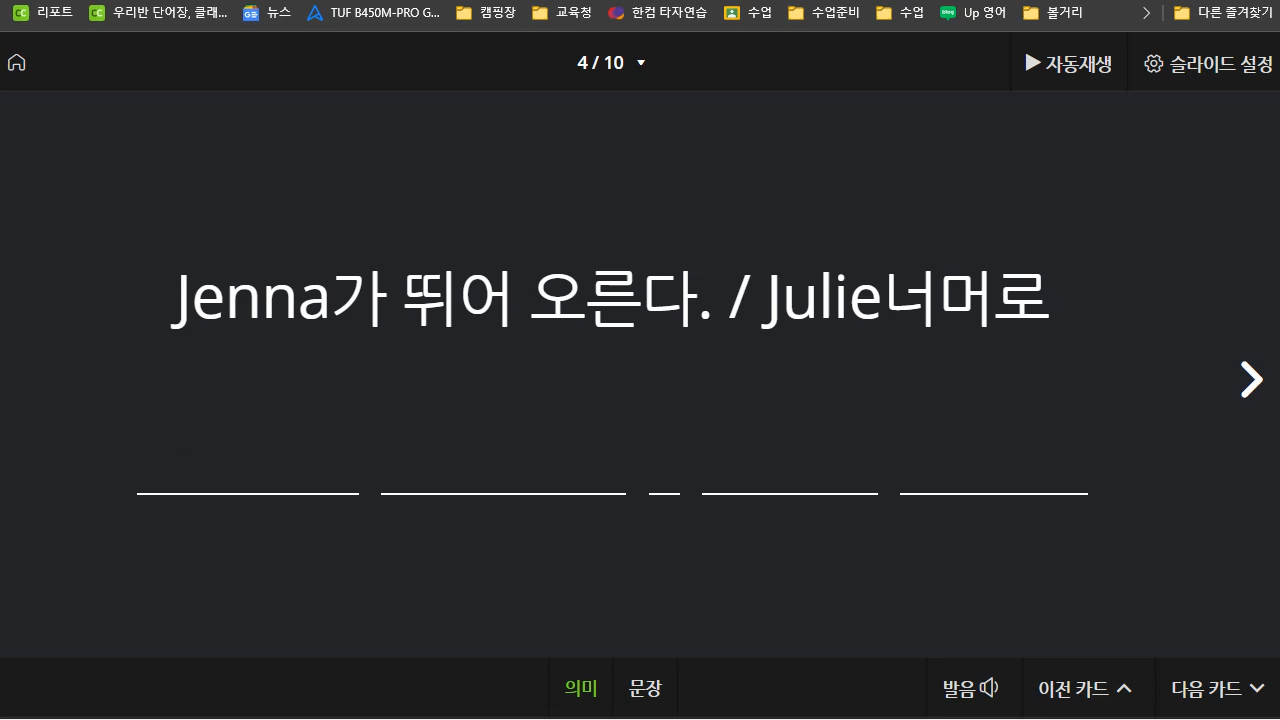 리포트 우리반 단어장, 클래... 뉴스 TUF B450M-PRO G... 캠핑장 교육청 한컴 타자연습 수업 수업준비 수업 Up 영어 볼거리 다른 즐겨찾기
4 / 10 자동재생 슬라이드 설정
Jenna가 뛰어 오른다. / Julie너머로
의미 문장 발음 이전 카드 다음 카드